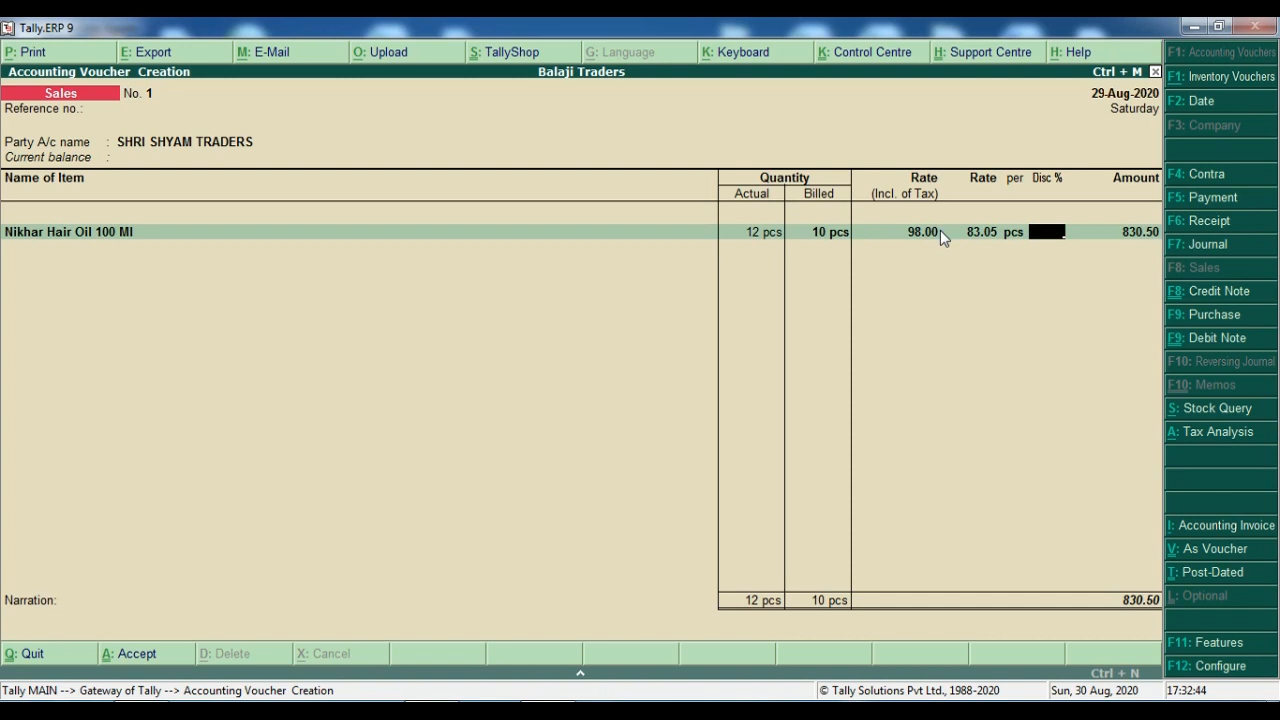 Tally.ERP 9
P: Print E: Export M: E-Mail O: Upload S: TallyShop G: Language K: Keyboard K: Control Centre H: Support Centre H: Help
F1: Accounting Vouchers
Accounting Voucher Creation Balaji Traders Ctrl + M
F1: Inventory Vouchers
Sales No. 1 29-Aug-2020
F2: Date
Reference no.: Saturday
F3: Company
Party A/c name : SHRI SHYAM TRADERS
Current balance :
Name of Item Quantity Rate Rate per Disc % Amount
F4: Contra
Actual Billed (Incl. of Tax)
F5: Payment
F6: Receipt
Nikhar Hair Oil 100 Ml 12 pcs 10 pcs 98.00 83.05 pcs 830.50
F7: Journal
F8: Sales
F8: Credit Note
F9: Purchase
F9: Debit Note
F10: Reversing Journal
F10: Memos
S: Stock Query
A: Tax Analysis
I: Accounting Invoice
V: As Voucher
T: Post-Dated
L: Optional
Narration: 12 pcs 10 pcs 830.50
F11: Features
Q: Quit A: Accept D: Delete X: Cancel
F12: Configure
Ctrl + N
Tally MAIN --> Gateway of Tally --> Accounting Voucher Creation © Tally Solutions Pvt Ltd., 1988-2020 Sun, 30 Aug, 2020 17:32:44